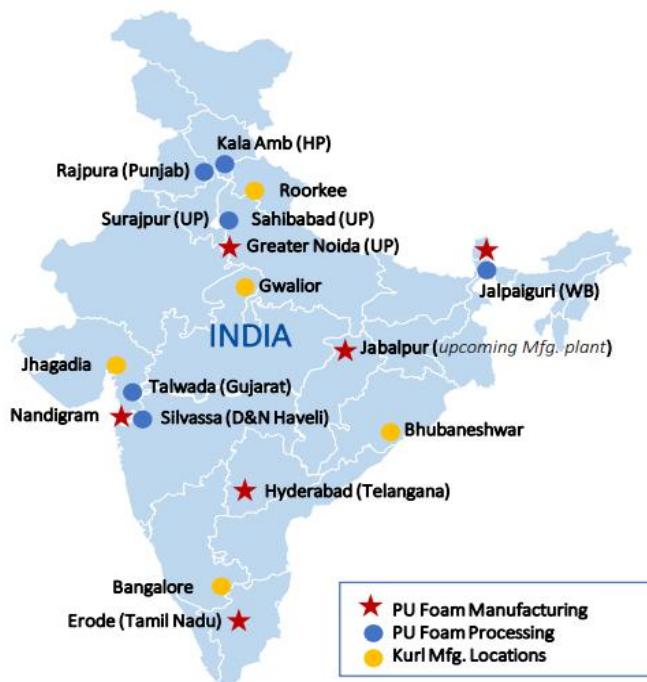 Kala Amb (HP)
Rajpura (Punjab)
Roorkee
Surajpur (UP)
Sahibabad (UP)
Greater Noida (UP)
Gwalior
Jalpaiguri (WB)
INDIA
Jabalpur (upcoming Mfg. plant)
Jhagadia
Talwada (Gujarat)
Nandigram
Silvassa (D&N Haveli)
Bhubaneshwar
Hyderabad (Telangana)
Bangalore
Erode (Tamil Nadu)
PU Foam Manufacturing
PU Foam Processing
Kurl Mfg. Locations